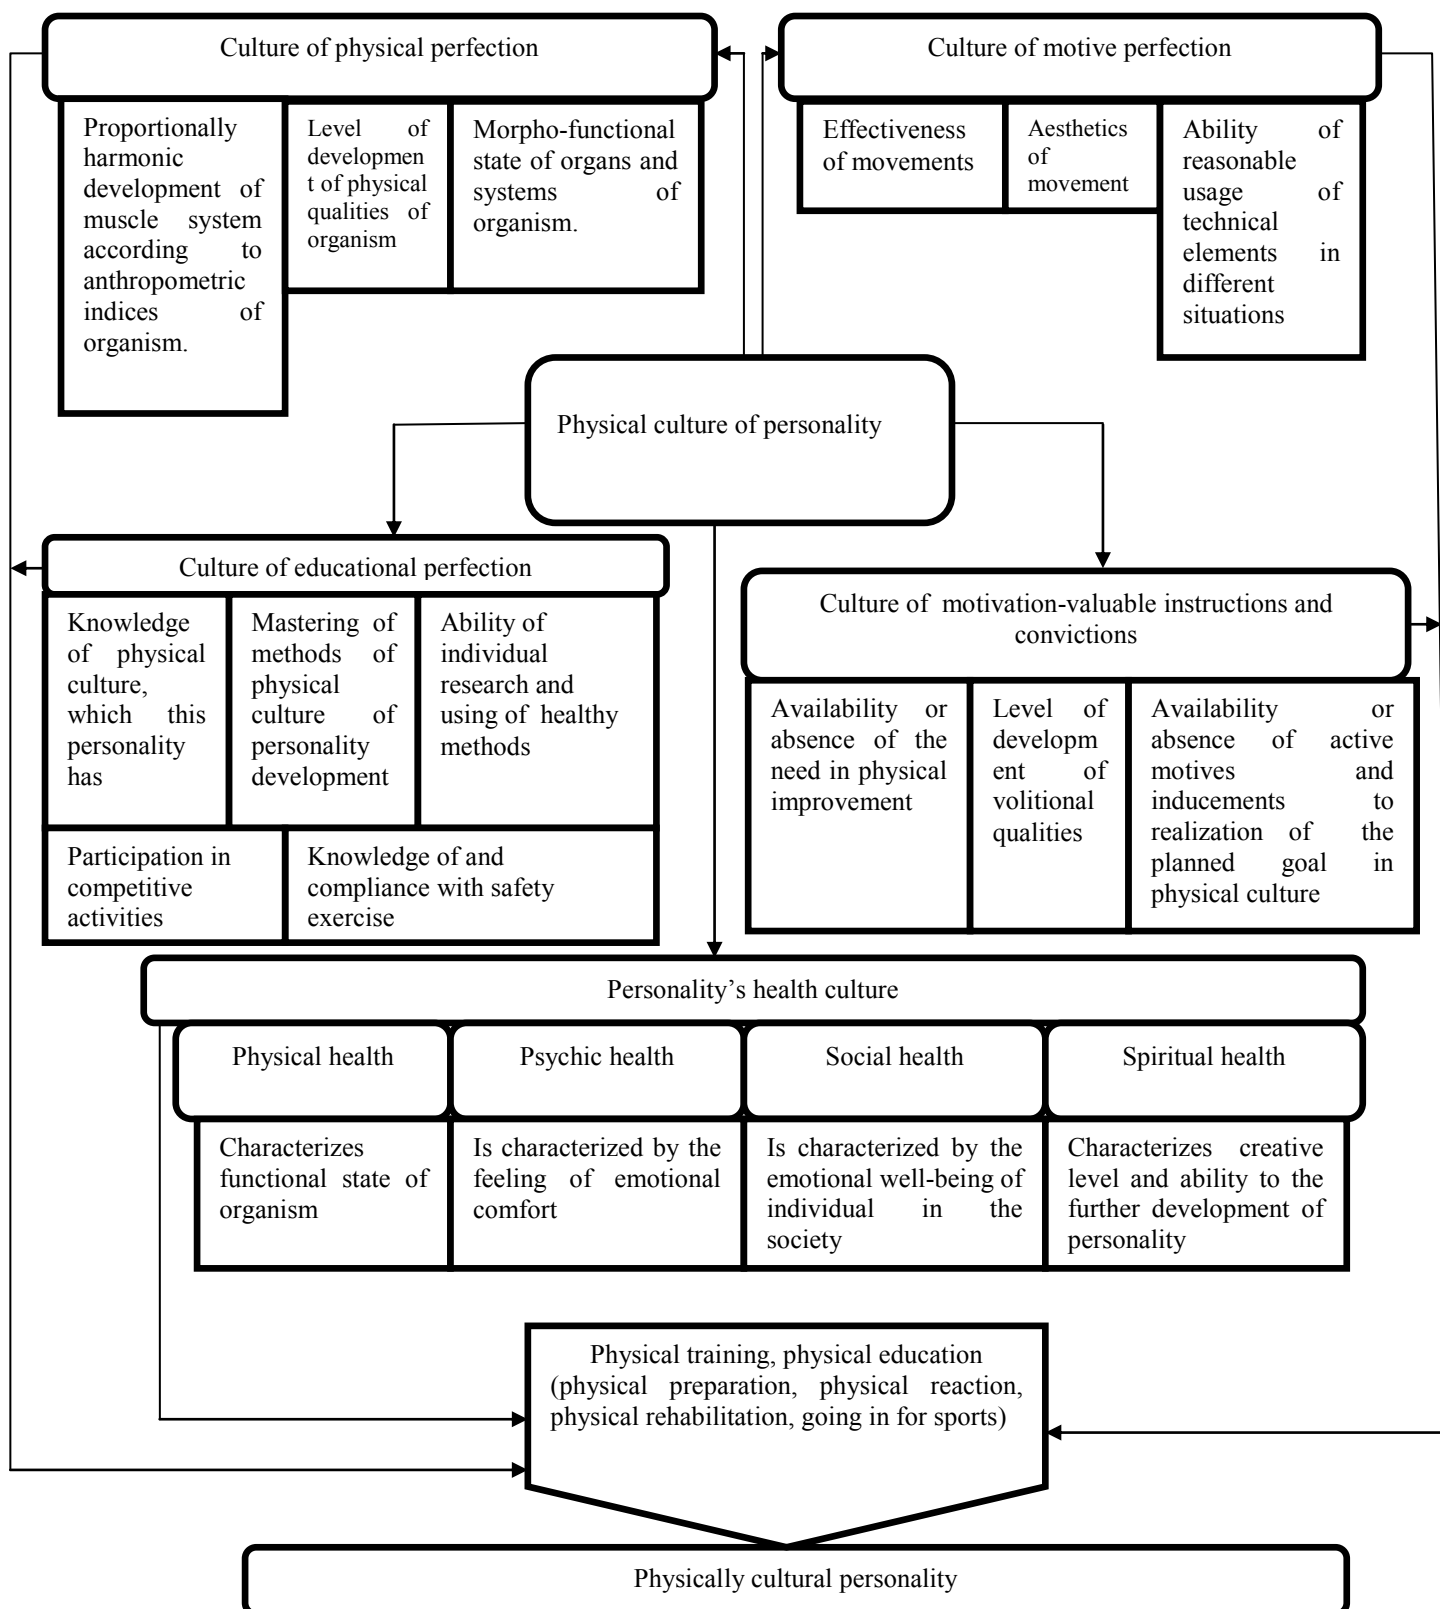 Culture of physical perfection
Proportionally
harmonic
development of
muscle system
according to
anthropometric
indices of
organism.
Level of
developmen
t of physical
qualities of
organism
Morpho-functional
state of organs and
systems of
organism.
Culture of motive perfection
Effectiveness
of movements
Aesthetics
of
movement
Ability of
reasonable
usage of
technical
elements in
different
situations
Physical culture of personality
Culture of educational perfection
Knowledge
of physical
culture,
which this
personality
has
Mastering of
methods of
physical
culture of
personality
development
Ability of
individual
research and
using of healthy
methods
Participation in
competitive
activities
Knowledge of and
compliance with safety
exercise
Culture of motivation-valuable instructions and
convictions
Availability or
absence of the
need in physical
improvement
Level of
developm
ent of
volitional
qualities
Availability or
absence of active
motives and
inducements to
realization of the
planned goal in
physical culture
Personality’s health culture
Physical health
Psychic health
Social health
Spiritual health
Characterizes
functional state of
organism
Is characterized by the
feeling of emotional
comfort
Is characterized by the
emotional well-being of
individual in the
society
Characterizes creative
level and ability to the
further development of
personality
Physical training, physical education
(physical preparation, physical reaction,
physical rehabilitation, going in for sports)
Physically cultural personality